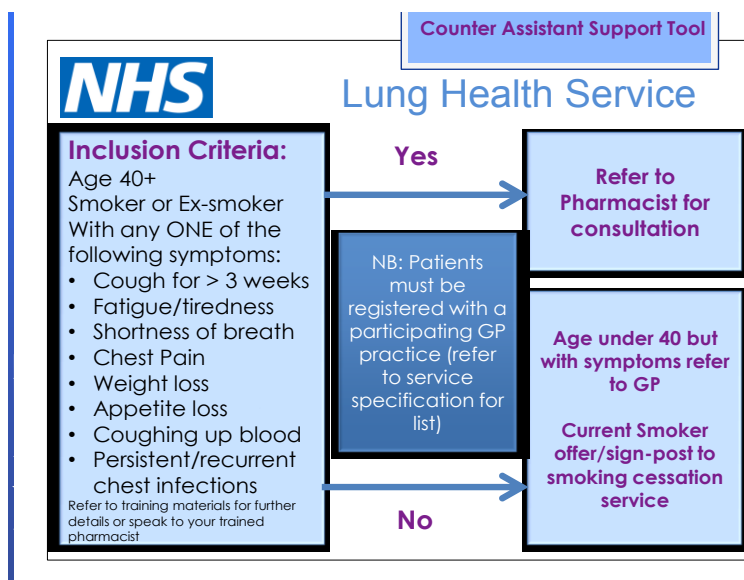 Counter Assistant Support Tool
NHS
Lung Health Service
Inclusion Criteria:
Age 40+
Smoker or Ex-smoker
With any ONE of the
following symptoms:
• Cough for > 3 weeks
• Fatigue/tiredness
• Shortness of breath
• Chest Pain
• Weight loss
• Appetite loss
• Coughing up blood
• Persistent/recurrent
chest infections
Refer to training materials for further
details or speak to your trained
pharmacist
Yes
Refer to
Pharmacist for
consultation
NB: Patients
must be
registered with a
participating GP
practice (refer
to service
specification for
list)
No
Age under 40 but
with symptoms refer
to GP
Current Smoker
offer/sign-post to
smoking cessation
service